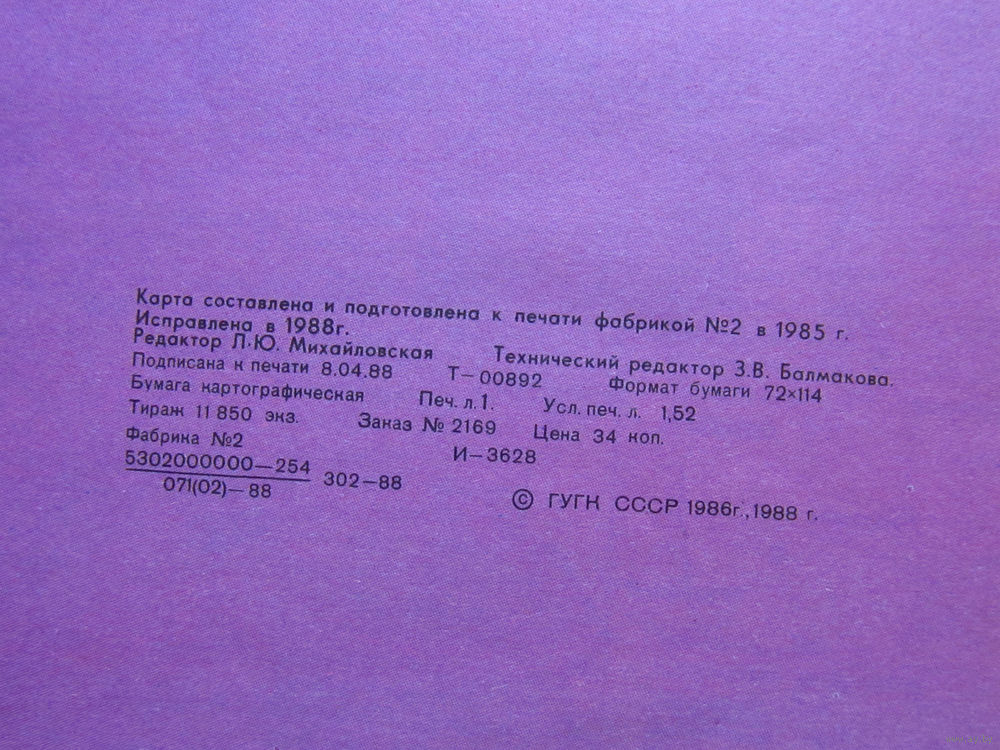 Карта составлена и подготовлена к печати фабрикой №2 в 1985 г.
Исправлена в 1988г.
Редактор Л.Ю. Михайловская Технический редактор З.В. Балмакова.
Подписана к печати 8.04.88 Т—00892 Формат бумаги 72×114
Бумага картографическая Печ. л. 1. Усл. печ. л. 1,52
Тираж 11 850 экз. Заказ № 2169 Цена 34 коп.
Фабрика №2 И—3628
5302000000—254
071(02)—88 302—88
© ГУГК СССР 1986г.,1988 г.